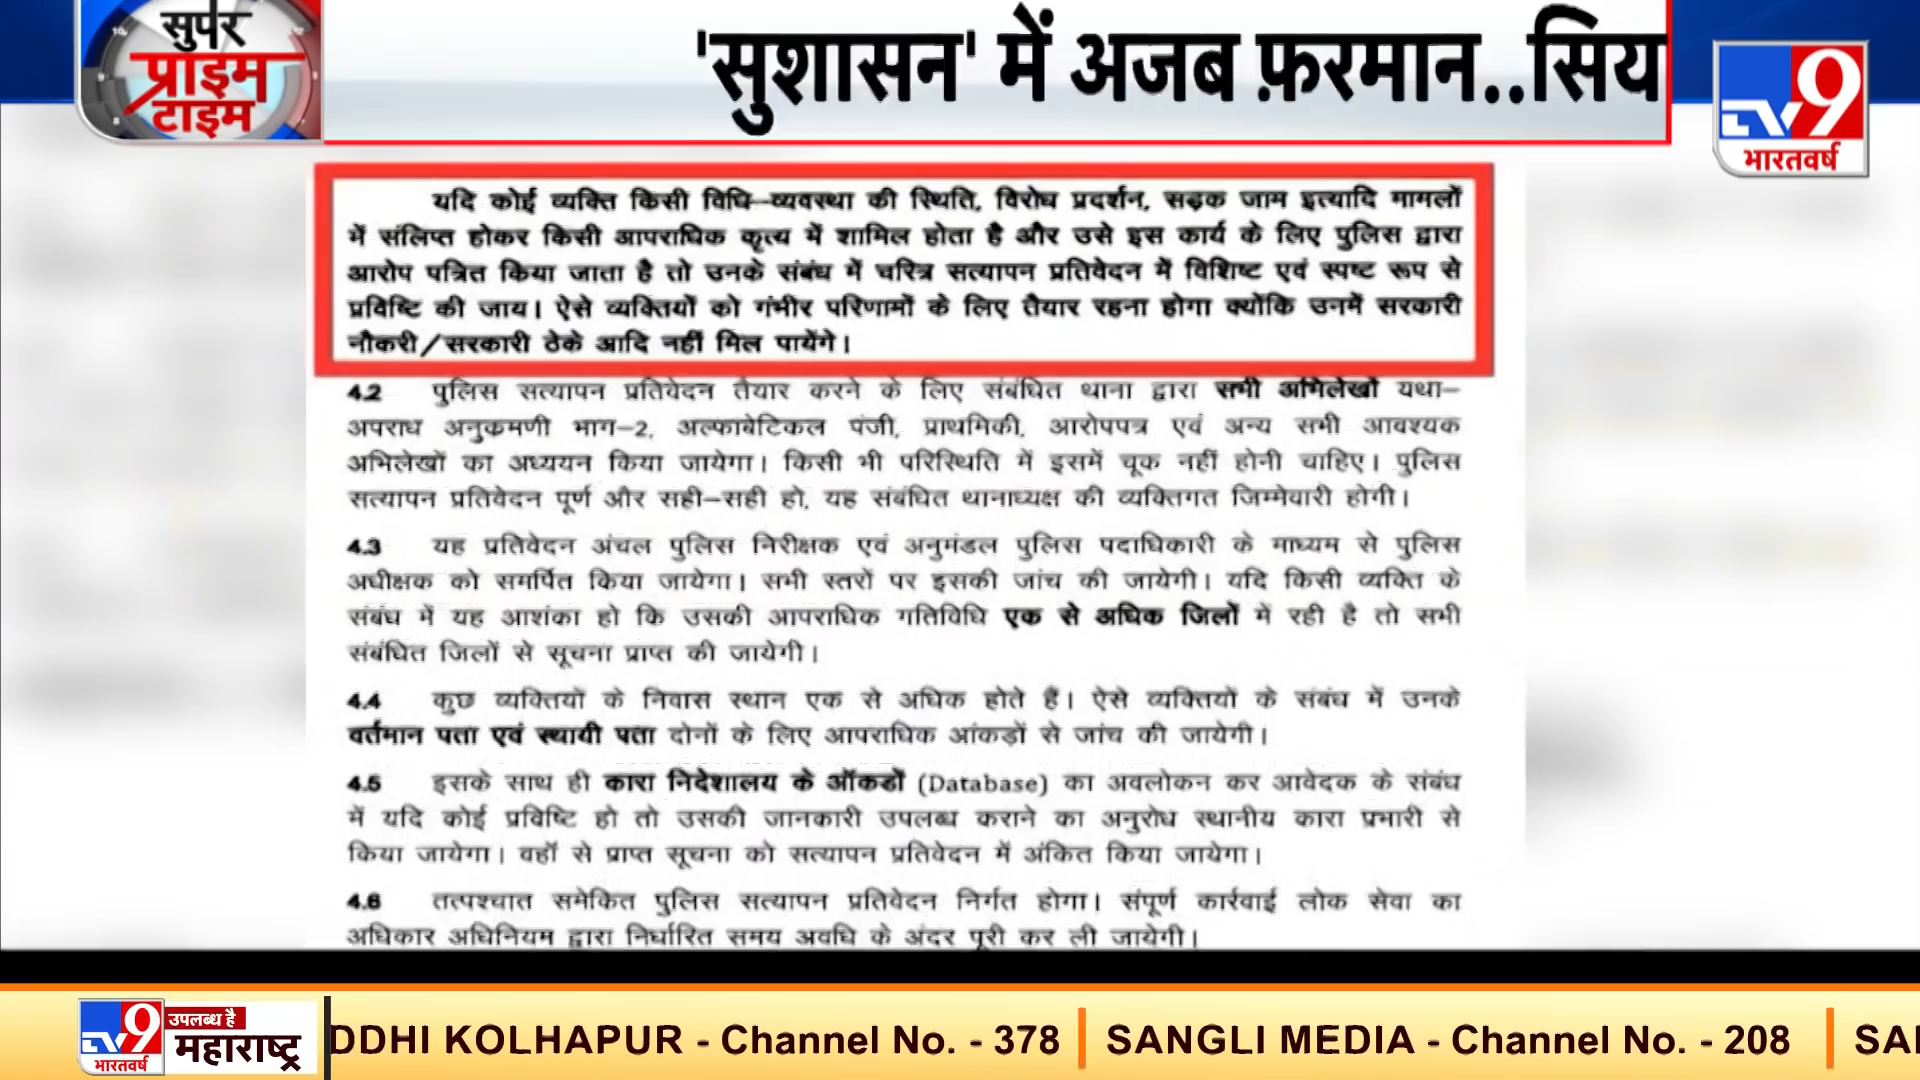 सुपर
प्राइम
टाइम
'सुशासन' में अजब फ़रमान..सिय
TV9
भारतवर्ष
यदि कोई व्यक्ति किसी विधि–व्यवस्था की स्थिति, विरोध प्रदर्शन, सड़क जाम इत्यादि मामलों
में संलिप्त होकर किसी आपराधिक कृत्य में शामिल होता है और उसे इस कार्य के लिए पुलिस द्वारा
आरोप पत्रित किया जाता है तो उनके संबंध में चरित्र सत्यापन प्रतिवेदन में विशिष्ट एवं स्पष्ट रूप से
प्रविष्टि की जाय। ऐसे व्यक्तियों को गंभीर परिणामों के लिए तैयार रहना होगा क्योंकि उनमें सरकारी
नौकरी/सरकारी ठेके आदि नहीं मिल पायेंगे।
4.2 पुलिस सत्यापन प्रतिवेदन तैयार करने के लिए संबंधित थाना द्वारा सभी अभिलेखों यथा–
अपराध अनुक्रमणी भाग–2, अल्फाबेटिकल पंजी, प्राथमिकी, आरोपपत्र एवं अन्य सभी आवश्यक
अभिलेखों का अध्ययन किया जायेगा। किसी भी परिस्थिति में इसमें चूक नहीं होनी चाहिए। पुलिस
सत्यापन प्रतिवेदन पूर्ण और सही–सही हो, यह संबंधित थानाध्यक्ष की व्यक्तिगत जिम्मेवारी होगी।
4.3 यह प्रतिवेदन अंचल पुलिस निरीक्षक एवं अनुमंडल पुलिस पदाधिकारी के माध्यम से पुलिस
अधीक्षक को समर्पित किया जायेगा। सभी स्तरों पर इसकी जांच की जायेगी। यदि किसी व्यक्ति के
संबंध में यह आशंका हो कि उसकी आपराधिक गतिविधि एक से अधिक जिलों में रही है तो सभी
संबंधित जिलों से सूचना प्राप्त की जायेगी।
4.4 कुछ व्यक्तियों के निवास स्थान एक से अधिक होते हैं। ऐसे व्यक्तियों के संबंध में उनके
वर्तमान पता एवं स्थायी पता दोनों के लिए आपराधिक आंकड़ों से जांच की जायेगी।
4.5 इसके साथ ही कारा निदेशालय के ऑकडों (Database) का अवलोकन कर आवेदक के संबंध
में यदि कोई प्रविष्टि हो तो उसकी जानकारी उपलब्ध कराने का अनुरोध स्थानीय कारा प्रभारी से
किया जायेगा। वहाँ से प्राप्त सूचना को सत्यापन प्रतिवेदन में अंकित किया जायेगा।
4.6 तत्पश्चात समेकित पुलिस सत्यापन प्रतिवेदन निर्गत होगा। संपूर्ण कार्रवाई लोक सेवा का
अधिकार अधिनियम द्वारा निर्धारित समय अवधि के अंदर पूरी कर ली जायेगी।
TV9
भारतवर्ष
उपलब्ध है
महाराष्ट्र
DDHI KOLHAPUR - Channel No. - 378 | SANGLI MEDIA - Channel No. - 208 | SAI